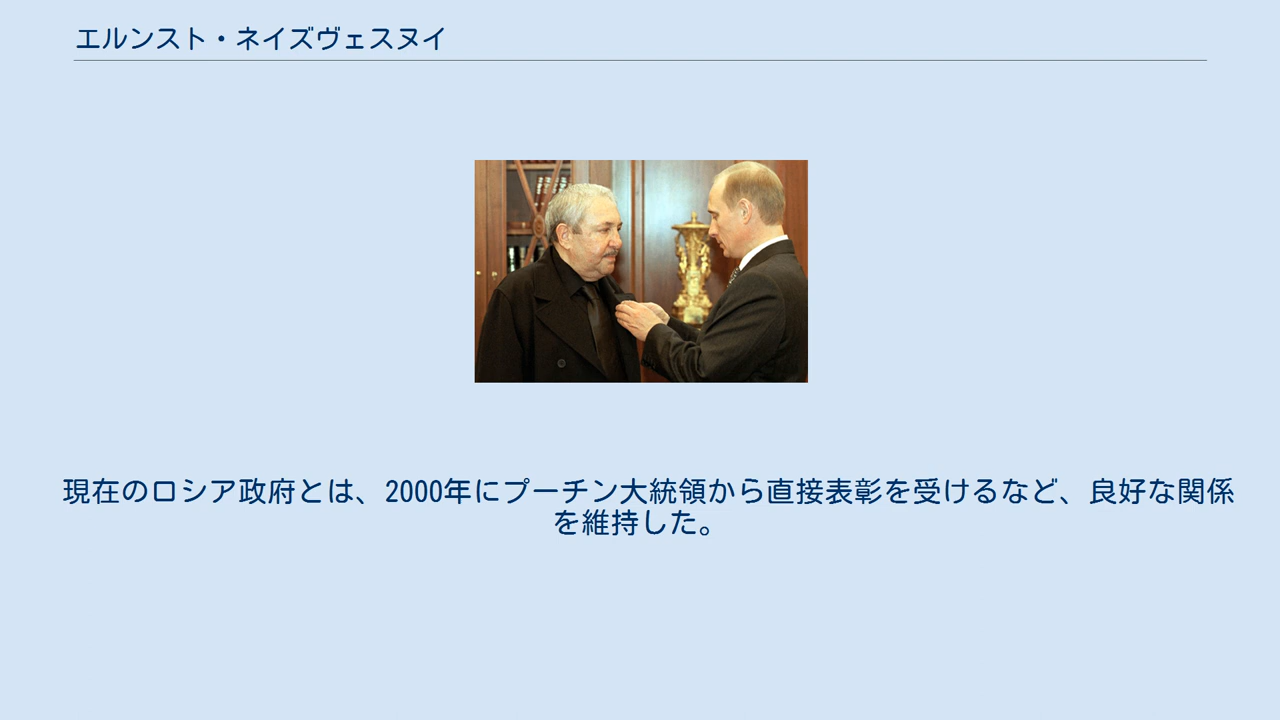 エルンスト・ネイズヴェスヌイ
現在のロシア政府とは、2000年にプーチン大統領から直接表彰を受けるなど、良好な関係
を維持した。